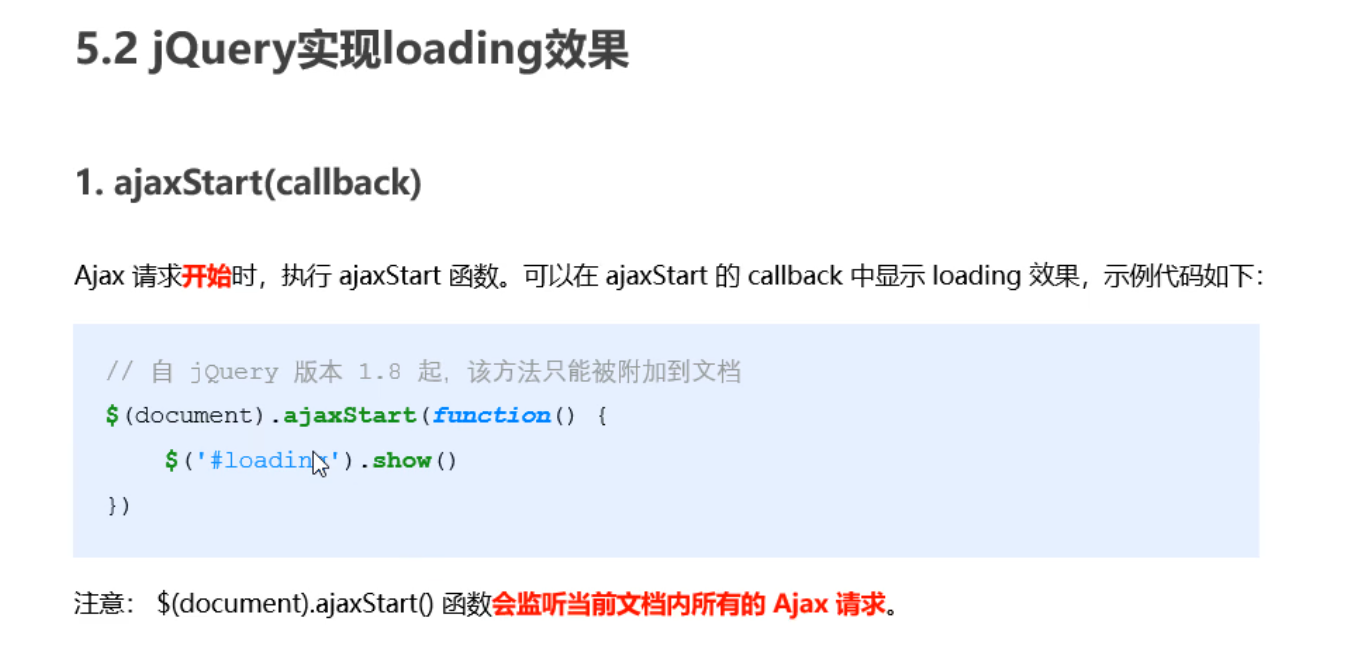 5.2 jQuery实现loading效果
1. ajaxStart(callback)
Ajax 请求开始时，执行 ajaxStart 函数。可以在 ajaxStart 的 callback 中显示 loading 效果，示例代码如下：
// 自 jQuery 版本 1.8 起，该方法只能被附加到文档
$(document).ajaxStart(function() {
    $('#loading').show()
})
注意： $(document).ajaxStart() 函数会监听当前文档内所有的 Ajax 请求。